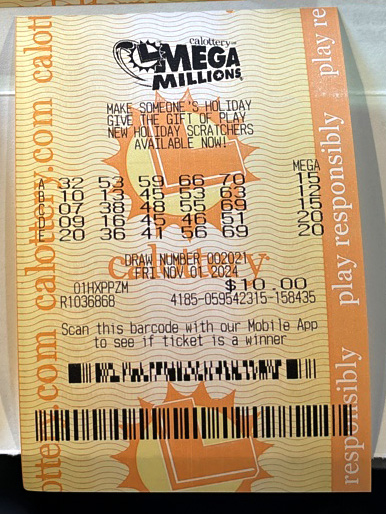 calottery
MEGA
MILLIONS
MAKE SOMEONE'S HOLIDAY
GIVE THE GIFT OF PLAY
NEW HOLIDAY SCRATCHERS
AVAILABLE NOW!
MEGA
A 32 53 59 66 70 15
B 10 13 53 63 12
07 38 48 55 69 15
09 16 45 46 51 20
20 36 41 56 69 20
calottery
DRAW NUMBER 002021
FRI NOV 01 2024
01HXPPZM $10.00
R1036868 4185-059542315-158435
Scan this barcode with our Mobile App
to see if ticket is a winner
calott
calottery.com
ottery.com
play re
play responsibly
responsibly